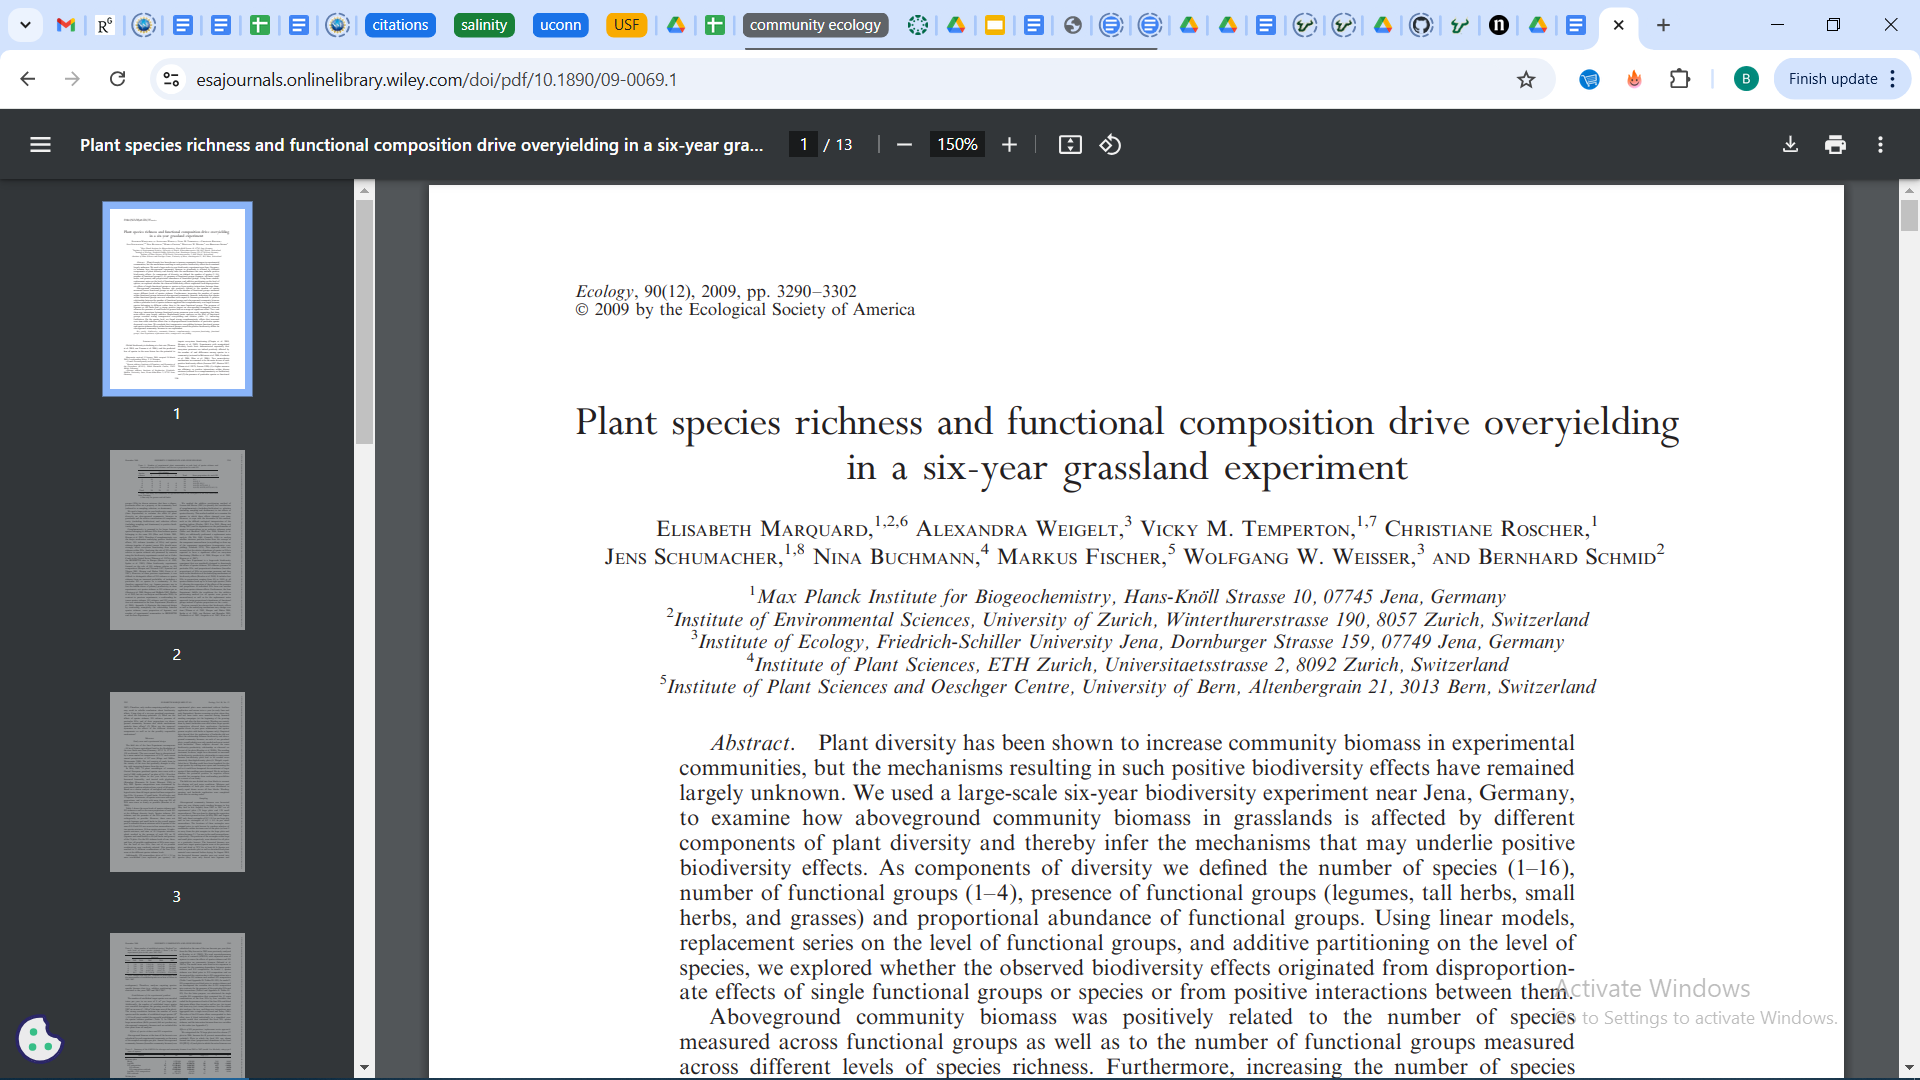 citations
salinity
uconn
USF
community ecology
esajournals.onlinelibrary.wiley.com/doi/pdf/10.1890/09-0069.1
B
Finish update
Plant species richness and functional composition drive overyielding in a six-year gra...
1 / 13
150%
1
2
3
Ecology, 90(12), 2009, pp. 3290–3302
© 2009 by the Ecological Society of America
Plant species richness and functional composition drive overyielding
in a six-year grassland experiment
ELISABETH MARQUARD,1,2,6 ALEXANDRA WEIGELT,3 VICKY M. TEMPERTON,1,7 CHRISTIANE ROSCHER,1
JENS SCHUMACHER,1,8 NINA BUCHMANN,4 MARKUS FISCHER,5 WOLFGANG W. WEISSER,3 AND BERNHARD SCHMID2
1Max Planck Institute for Biogeochemistry, Hans-Knöll Strasse 10, 07745 Jena, Germany
2Institute of Environmental Sciences, University of Zurich, Winterthurerstrasse 190, 8057 Zurich, Switzerland
3Institute of Ecology, Friedrich-Schiller University Jena, Dornburger Strasse 159, 07749 Jena, Germany
4Institute of Plant Sciences, ETH Zurich, Universitaetsstrasse 2, 8092 Zurich, Switzerland
5Institute of Plant Sciences and Oeschger Centre, University of Bern, Altenbergrain 21, 3013 Bern, Switzerland
Abstract. Plant diversity has been shown to increase community biomass in experimental
communities, but the mechanisms resulting in such positive biodiversity effects have remained
largely unknown. We used a large-scale six-year biodiversity experiment near Jena, Germany,
to examine how aboveground community biomass in grasslands is affected by different
components of plant diversity and thereby infer the mechanisms that may underlie positive
biodiversity effects. As components of diversity we defined the number of species (1–16),
number of functional groups (1–4), presence of functional groups (legumes, tall herbs, small
herbs, and grasses) and proportional abundance of functional groups. Using linear models,
replacement series on the level of functional groups, and additive partitioning on the level of
species, we explored whether the observed biodiversity effects originated from disproportion-
ate effects of single functional groups or species or from positive interactions between them.
Aboveground community biomass was positively related to the number of species
measured across functional groups as well as to the number of functional groups measured
across different levels of species richness. Furthermore, increasing the number of species
Activate Windows
Go to Settings to activate Windows.